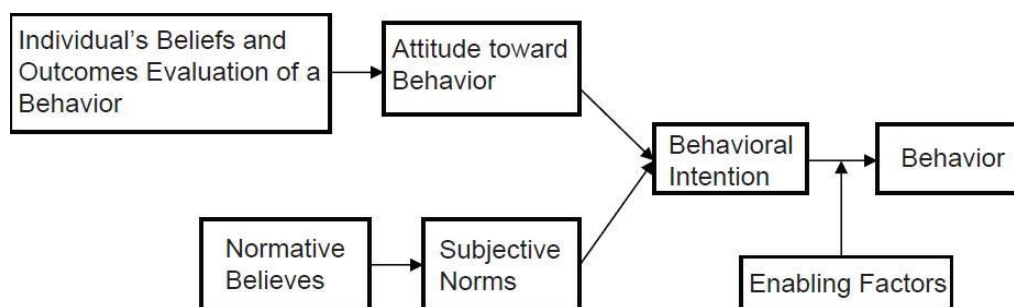 Individual's Beliefs and
Outcomes Evaluation of a
Behavior
Attitude toward
Behavior
Normative
Believes
Subjective
Norms
Behavioral
Intention
Behavior
Enabling Factors